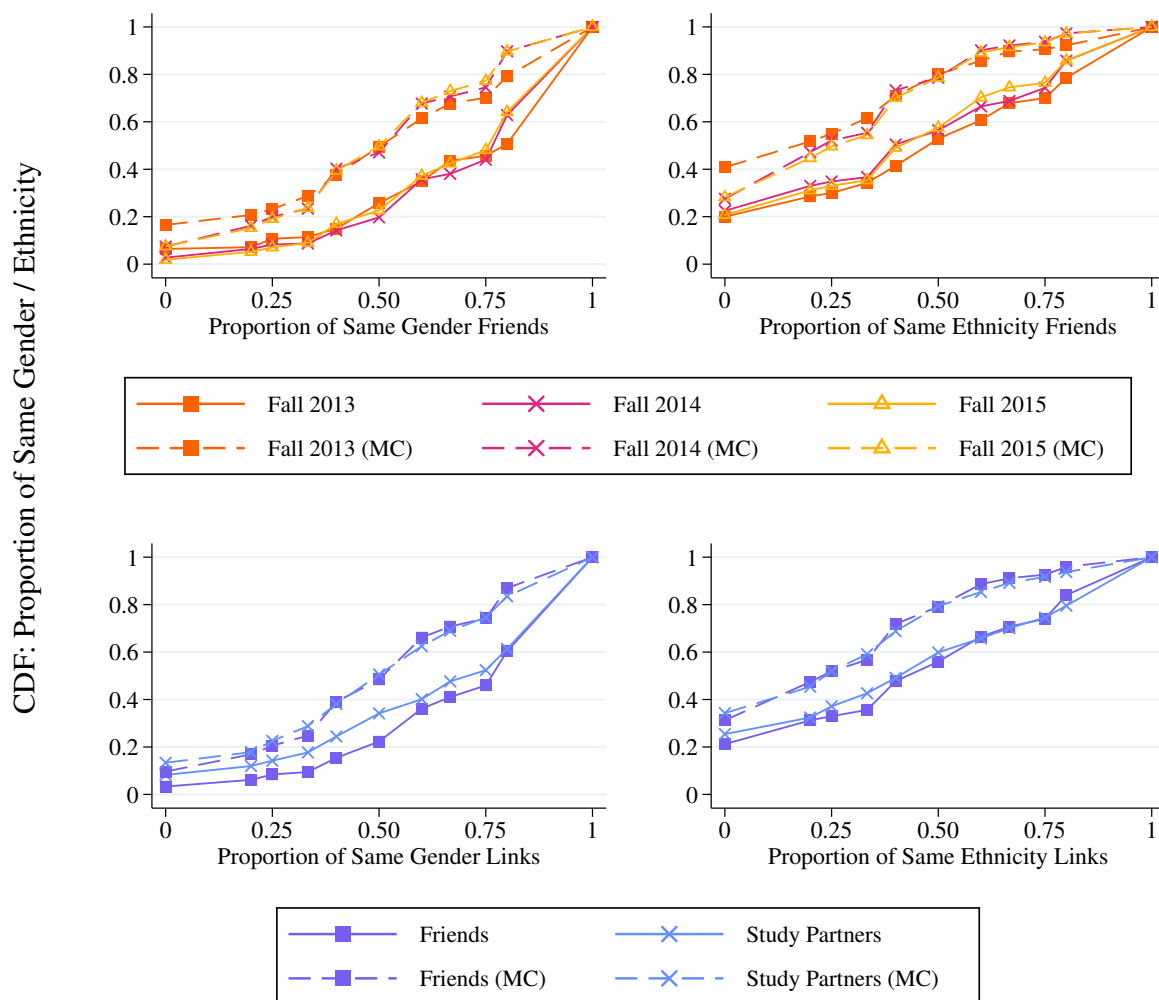 CDF: Proportion of Same Gender / Ethnicity
1
0.8
0.6
0.4
0.2
0
0 0.25 0.50 0.75 1
Proportion of Same Gender Friends
1
0.8
0.6
0.4
0.2
0
0 0.25 0.50 0.75 1
Proportion of Same Ethnicity Friends
Fall 2013 Fall 2014 Fall 2015
Fall 2013 (MC) Fall 2014 (MC) Fall 2015 (MC)
1
0.8
0.6
0.4
0.2
0
0 0.25 0.50 0.75 1
Proportion of Same Gender Links
1
0.8
0.6
0.4
0.2
0
0 0.25 0.50 0.75 1
Proportion of Same Ethnicity Links
Friends Study Partners
Friends (MC) Study Partners (MC)